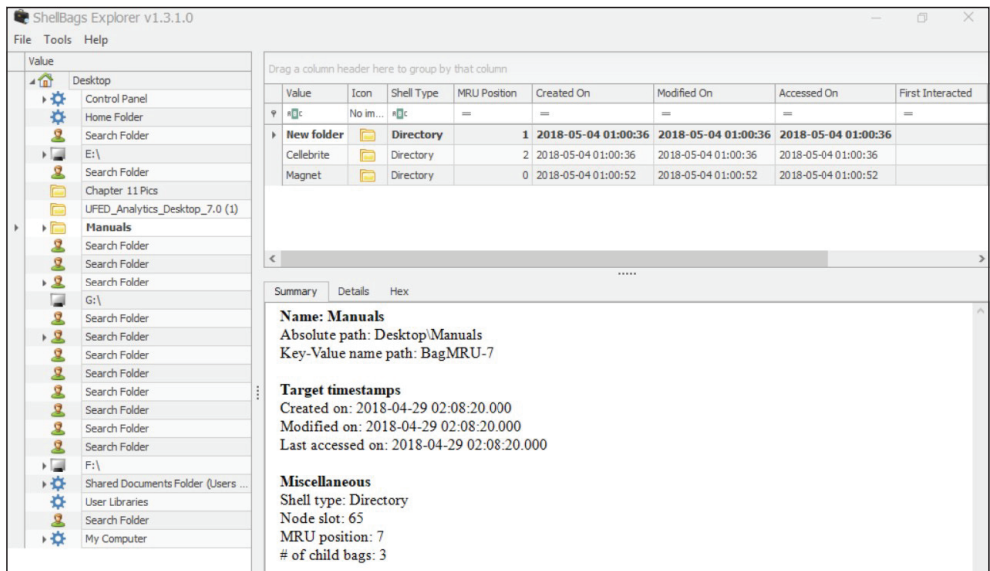 ShellBags Explorer v1.3.1.0
File Tools Help
Value
Desktop
Control Panel
Home Folder
Search Folder
E:\
Search Folder
Chapter 11 Pics
UFED_Analytics_Desktop_7.0 (1)
Manuals
Search Folder
Search Folder
Search Folder
G:\
Search Folder
Search Folder
Search Folder
Search Folder
Search Folder
Search Folder
Search Folder
Search Folder
F:\
Shared Documents Folder (Users ...
User Libraries
Search Folder
My Computer
Drag a column header here to group by that column
Value Icon Shell Type MRU Position Created On Modified On Accessed On First Interacted
No im... = = = = =
New folder Directory 1 2018-05-04 01:00:36 2018-05-04 01:00:36 2018-05-04 01:00:36
Cellebrite Directory 2 2018-05-04 01:00:36 2018-05-04 01:00:36 2018-05-04 01:00:36
Magnet Directory 0 2018-05-04 01:00:52 2018-05-04 01:00:52 2018-05-04 01:00:52
Summary Details Hex
Name: Manuals
Absolute path: Desktop\Manuals
Key-Value name path: BagMRU-7
Target timestamps
Created on: 2018-04-29 02:08:20.000
Modified on: 2018-04-29 02:08:20.000
Last accessed on: 2018-04-29 02:08:20.000
Miscellaneous
Shell type: Directory
Node slot: 65
MRU position: 7
# of child bags: 3